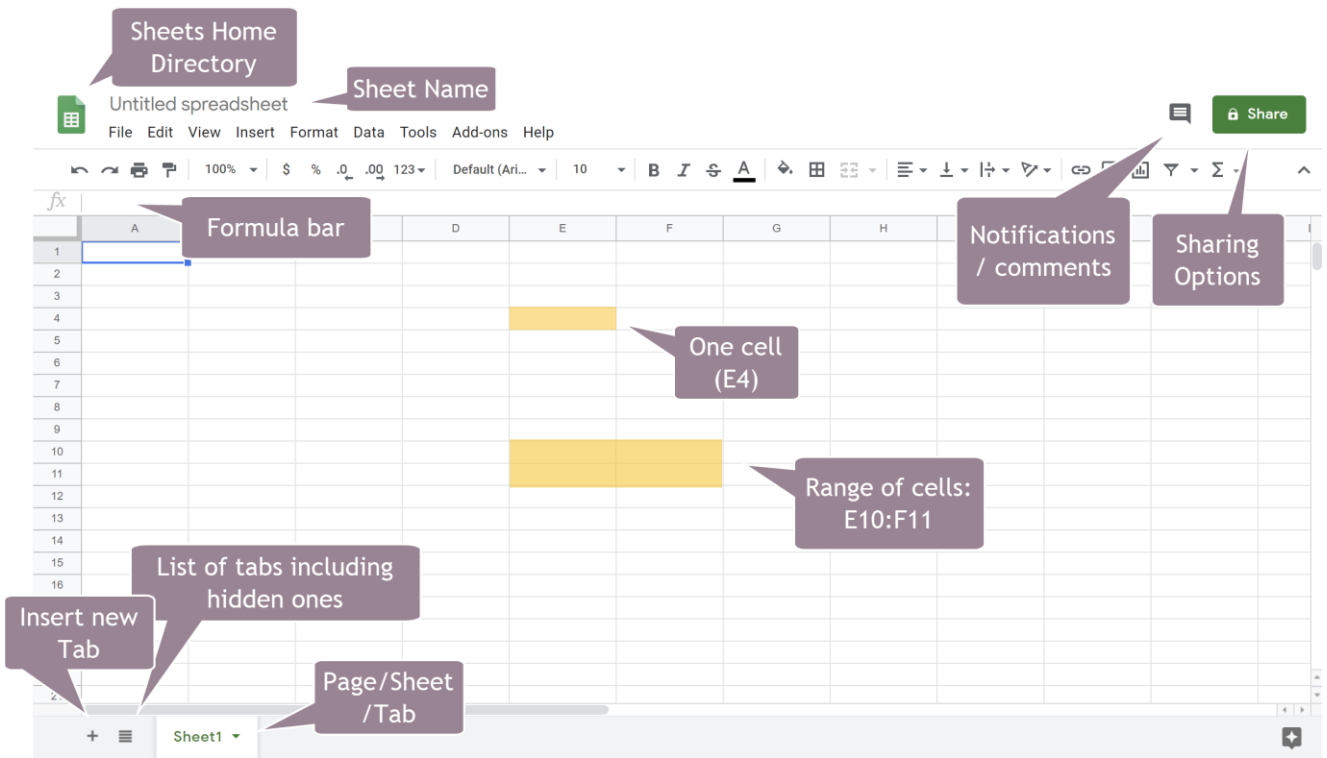 Sheets Home
Directory
Untitled spreadsheet
Sheet Name
File Edit View Insert Format Data Tools Add-ons Help
Share
100% $ % .0 .00 123 Default (Ari... 10 B I S A Σ
fx
Formula bar
Notifications
/ comments
Sharing
Options
A D E F G H
1
2
3
4
5
6
7
8
9
10
11
12
13
14
15
16
One cell
(E4)
Range of cells:
E10:F11
List of tabs including
hidden ones
Insert new
Tab
Page/Sheet
/Tab
+ Sheet1